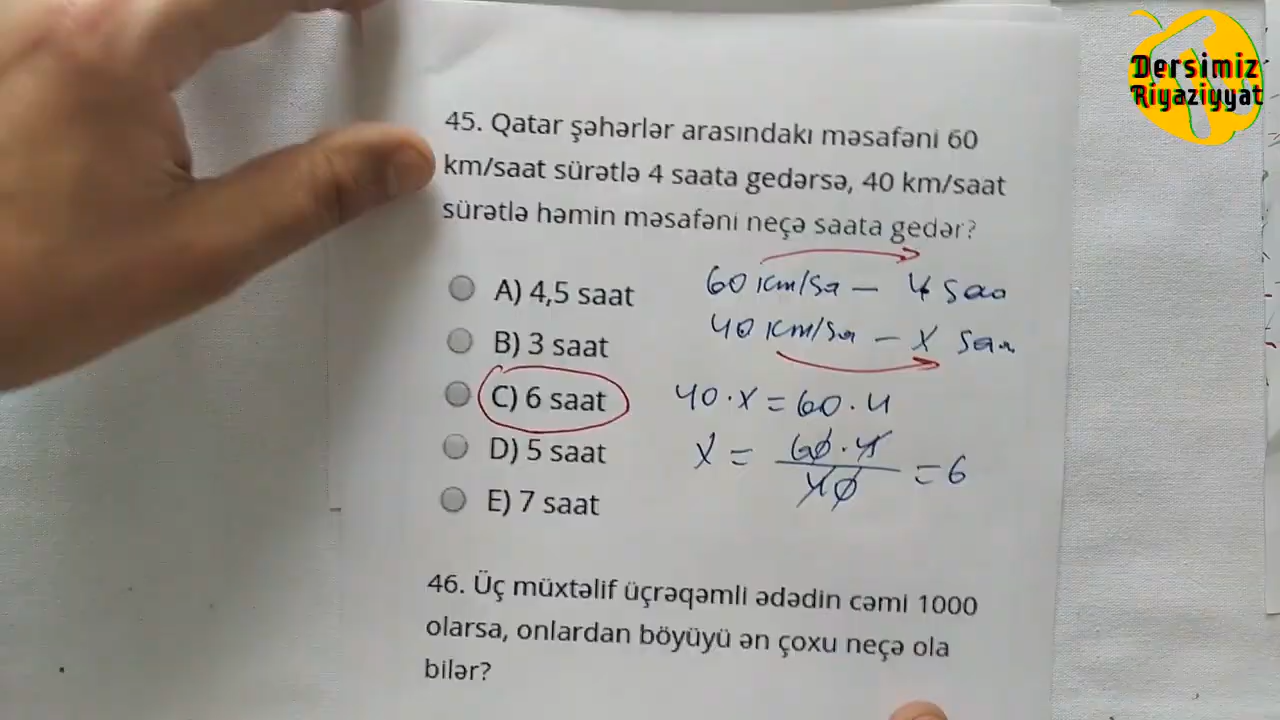 Dersimiz
Riyaziyyat
45. Qatar şəhərlər arasındakı məsafəni 60
km/saat sürətlə 4 saata gedərsə, 40 km/saat
sürətlə həmin məsafəni neçə saata gedər?
A) 4,5 saat
B) 3 saat
C) 6 saat
D) 5 saat
E) 7 saat
60 km/sa – 4 saa
40 km/sa – x saa
40 · x = 60 · 4
x = 60 · 4 / 40 = 6
46. Üç müxtəlif üçrəqəmli ədədin cəmi 1000
olarsa, onlardan böyüyü ən çoxu neçə ola
bilər?